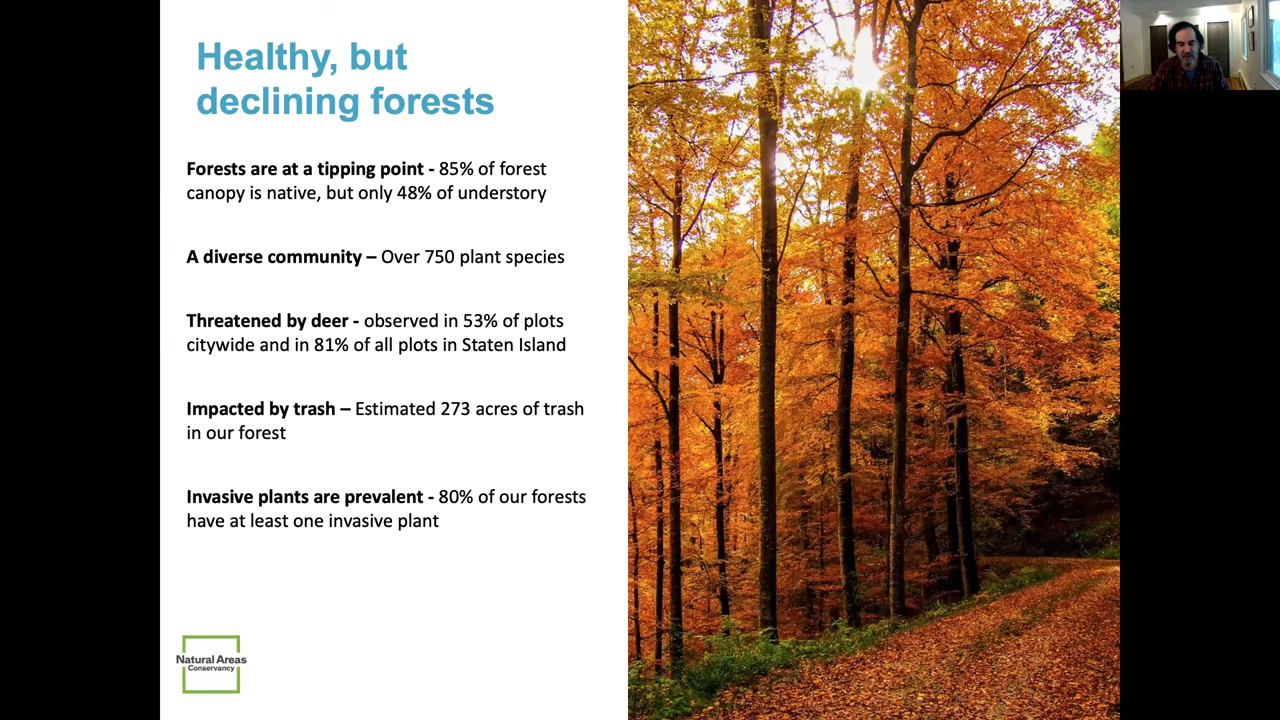 Healthy, but
declining forests
Forests are at a tipping point - 85% of forest
canopy is native, but only 48% of understory
A diverse community – Over 750 plant species
Threatened by deer - observed in 53% of plots
citywide and in 81% of all plots in Staten Island
Impacted by trash – Estimated 273 acres of trash
in our forest
Invasive plants are prevalent - 80% of our forests
have at least one invasive plant
Natural Areas
Conservancy